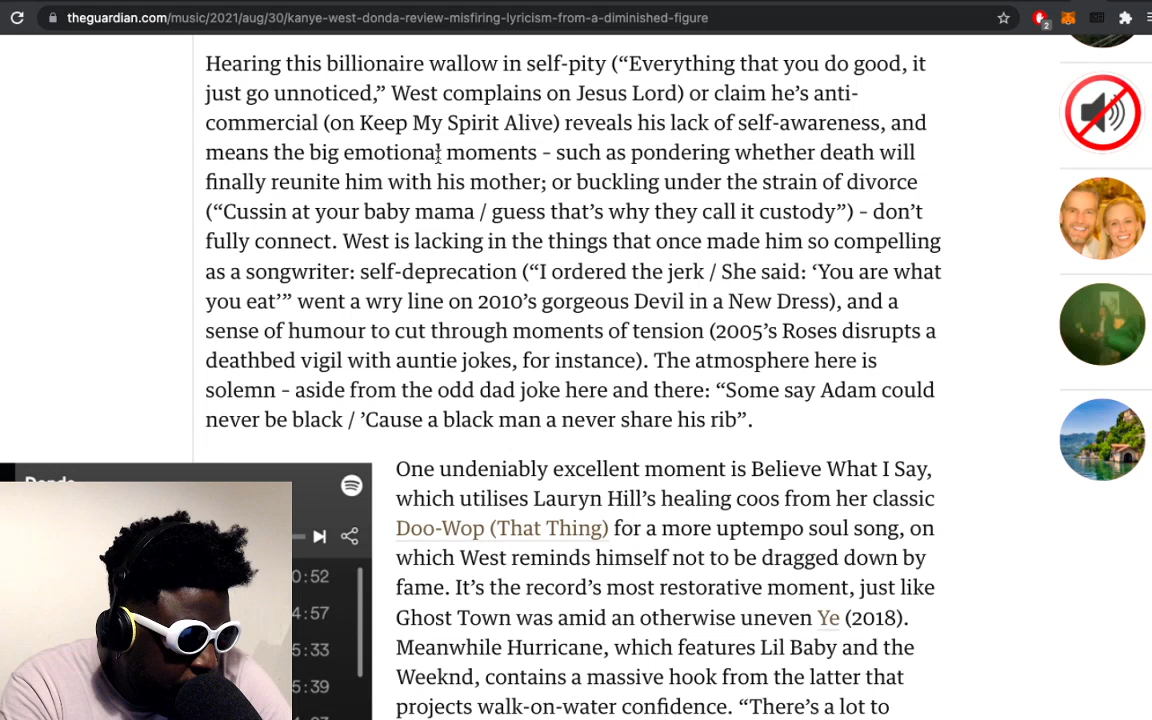 theguardian.com/music/2021/aug/30/kanye-west-donda-review-misfiring-lyricism-from-a-diminished-figure
2
Hearing this billionaire wallow in self-pity (“Everything that you do good, it
just go unnoticed,” West complains on Jesus Lord) or claim he’s anti-
commercial (on Keep My Spirit Alive) reveals his lack of self-awareness, and
means the big emotional moments – such as pondering whether death will
finally reunite him with his mother; or buckling under the strain of divorce
(“Cussin at your baby mama / guess that’s why they call it custody”) – don’t
fully connect. West is lacking in the things that once made him so compelling
as a songwriter: self-deprecation (“I ordered the jerk / She said: ‘You are what
you eat’” went a wry line on 2010’s gorgeous Devil in a New Dress), and a
sense of humour to cut through moments of tension (2005’s Roses disrupts a
deathbed vigil with auntie jokes, for instance). The atmosphere here is
solemn – aside from the odd dad joke here and there: “Some say Adam could
never be black / ’Cause a black man a never share his rib”.
One undeniably excellent moment is Believe What I Say,
which utilises Lauryn Hill’s healing coos from her classic
Doo-Wop (That Thing) for a more uptempo soul song, on
which West reminds himself not to be dragged down by
fame. It’s the record’s most restorative moment, just like
Ghost Town was amid an otherwise uneven Ye (2018).
Meanwhile Hurricane, which features Lil Baby and the
Weeknd, contains a massive hook from the latter that
projects walk-on-water confidence. “There’s a lot to
0:52
4:57
5:33
5:39